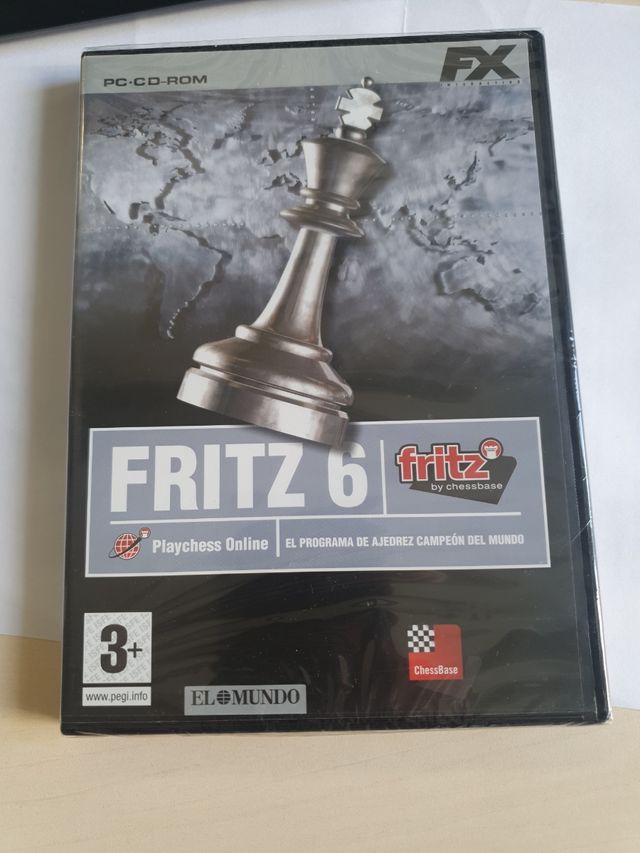 PC·CD-ROM
FX
INTERACTIVE
FRITZ 6
fritz
by chessbase
Playchess Online
EL PROGRAMA DE AJEDREZ CAMPEÓN DEL MUNDO
3+
www.pegi.info
ChessBase
EL MUNDO